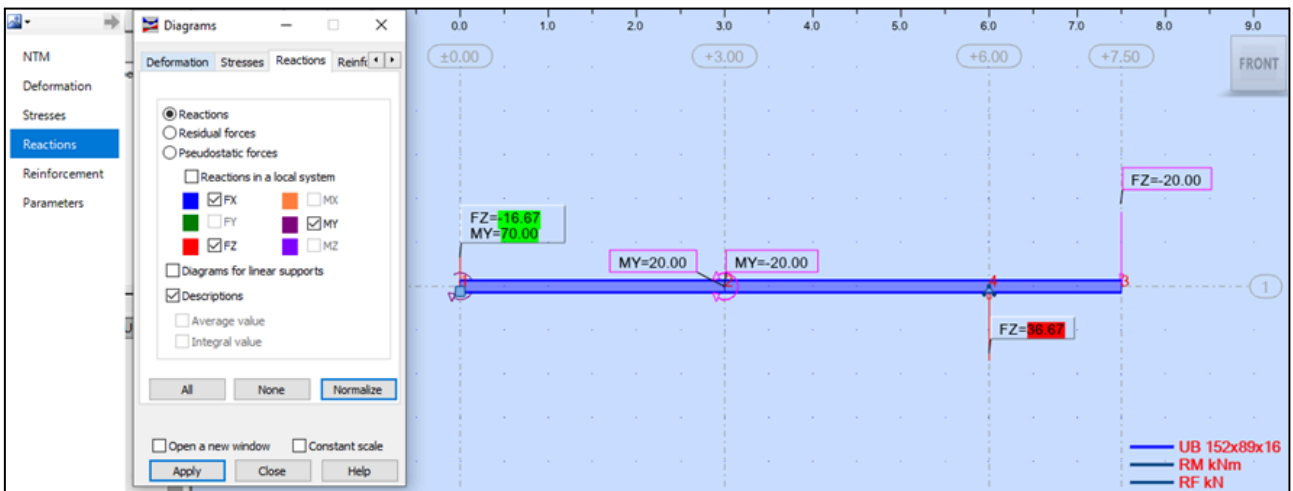 NTM
Deformation
Stresses
Reactions
Reinforcement
Parameters
Diagrams
Deformation Stresses Reactions Reinfc
Reactions
Residual forces
Pseudostatic forces
Reactions in a local system
FX MX
FY MY
FZ MZ
Diagrams for linear supports
Descriptions
Average value
Integral value
All None Normalize
Open a new window Constant scale
Apply Close Help
0.0 1.0 2.0 3.0 4.0 5.0 6.0 7.0 8.0 9.0
±0.00 +3.00 +6.00 +7.50
FRONT
FZ=-20.00
FZ=-16.67
MY=70.00
MY=20.00 MY=-20.00
2 4 3
1
FZ=36.67
UB 152x89x16
RM kNm
RF kN